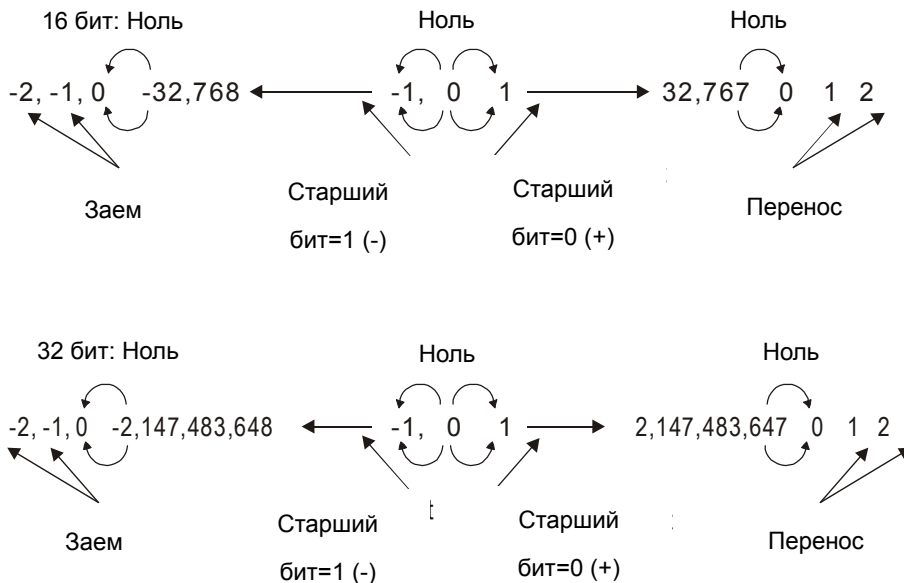 16 бит: Ноль Ноль Ноль
-2, -1, 0 -32,768 -1, 0 1 32,767 0 1 2
Заем Старший Старший Перенос
бит=1 (-) бит=0 (+)
32 бит: Ноль Ноль Ноль
-2, -1, 0 -2,147,483,648 -1, 0 1 2,147,483,647 0 1 2
Заем Старший Старший Перенос
бит=1 (-) бит=0 (+)